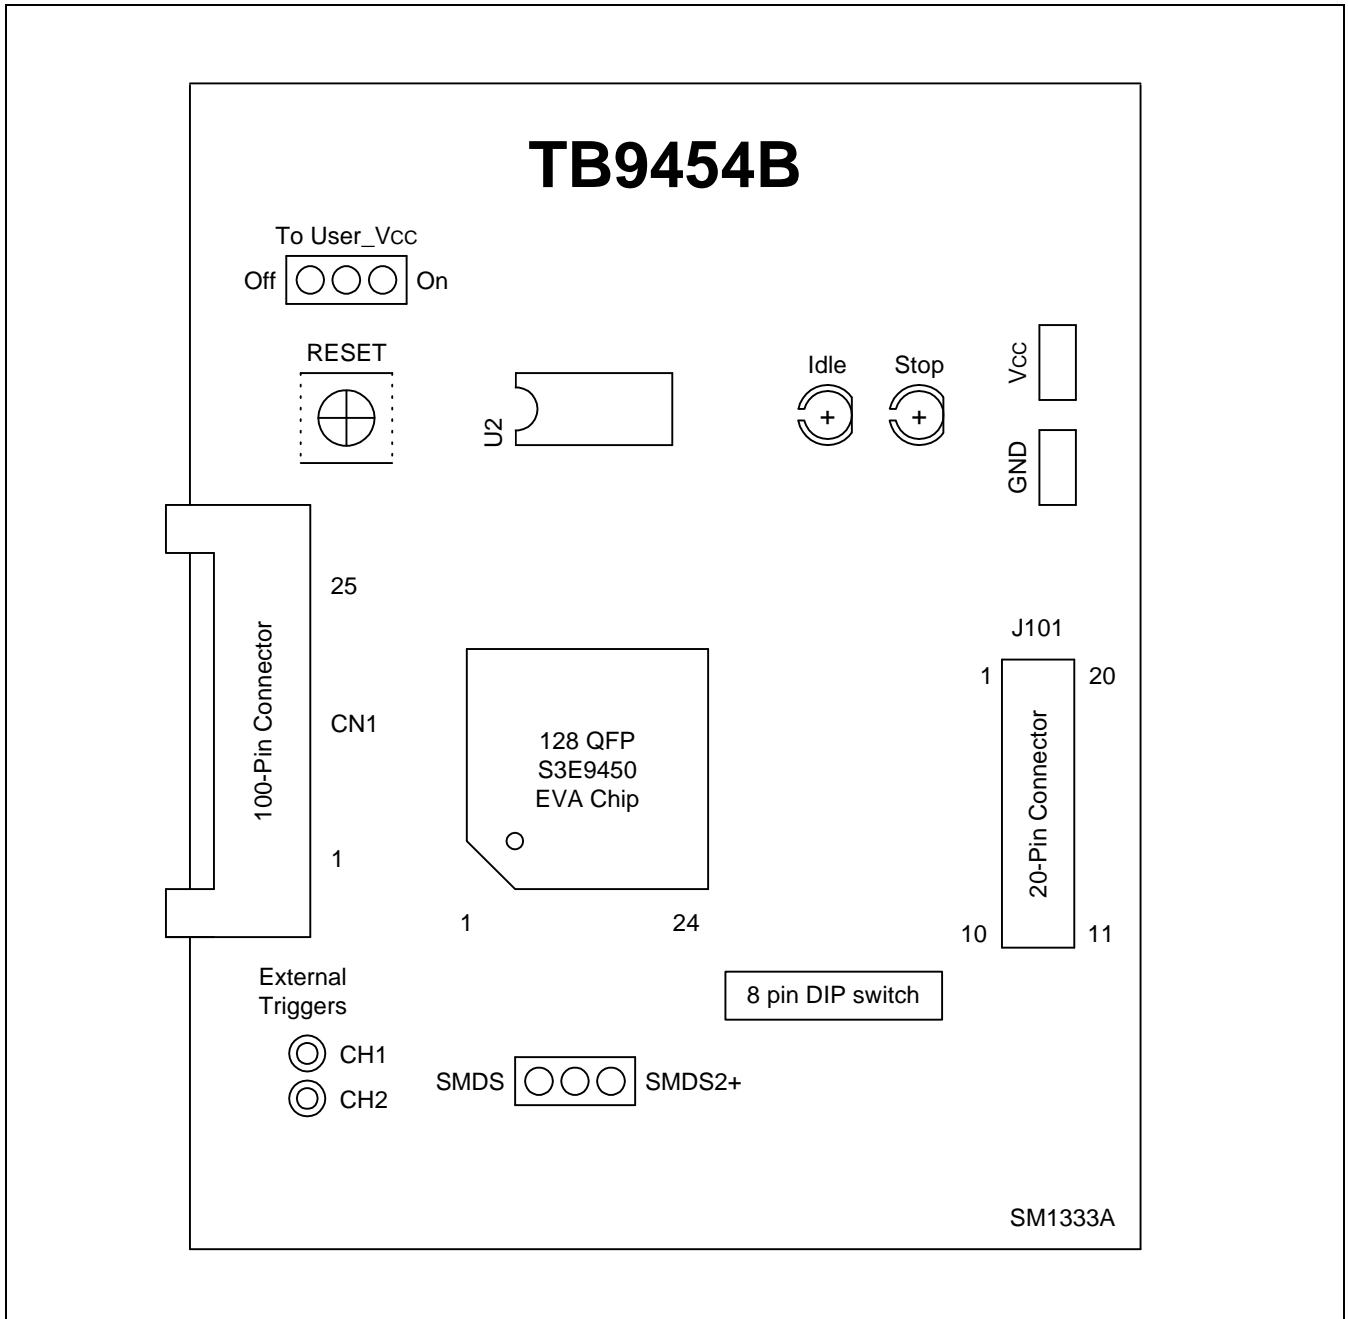 TB9454B
To User_VCC
Off
On
RESET
U2
Idle
Stop
VCC
GND
25
100-Pin Connector
CN1
1
128 QFP
S3E9450
EVA Chip
1
24
J101
1
20
20-Pin Connector
10
11
External
Triggers
CH1
CH2
8 pin DIP switch
SMDS
SMDS2+
SM1333A